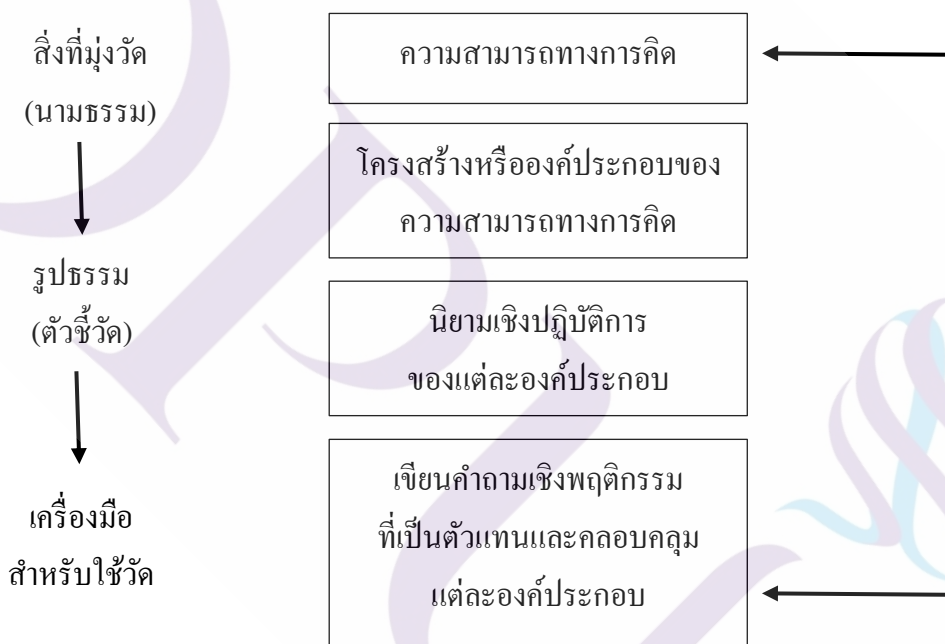 สิ่งที่มุ่งวัด
(นามธรรม)
รูปธรรม
(ตัวชี้วัด)
เครื่องมือ
สำหรับใช้วัด
ความสามารถทางการคิด
โครงสร้างหรือองค์ประกอบของ
ความสามารถทางการคิด
นิยามเชิงปฏิบัติการ
ของแต่ละองค์ประกอบ
เขียนคำถามเชิงพฤติกรรม
ที่เป็นตัวแทนและคลอบคลุม
แต่ละองค์ประกอบ